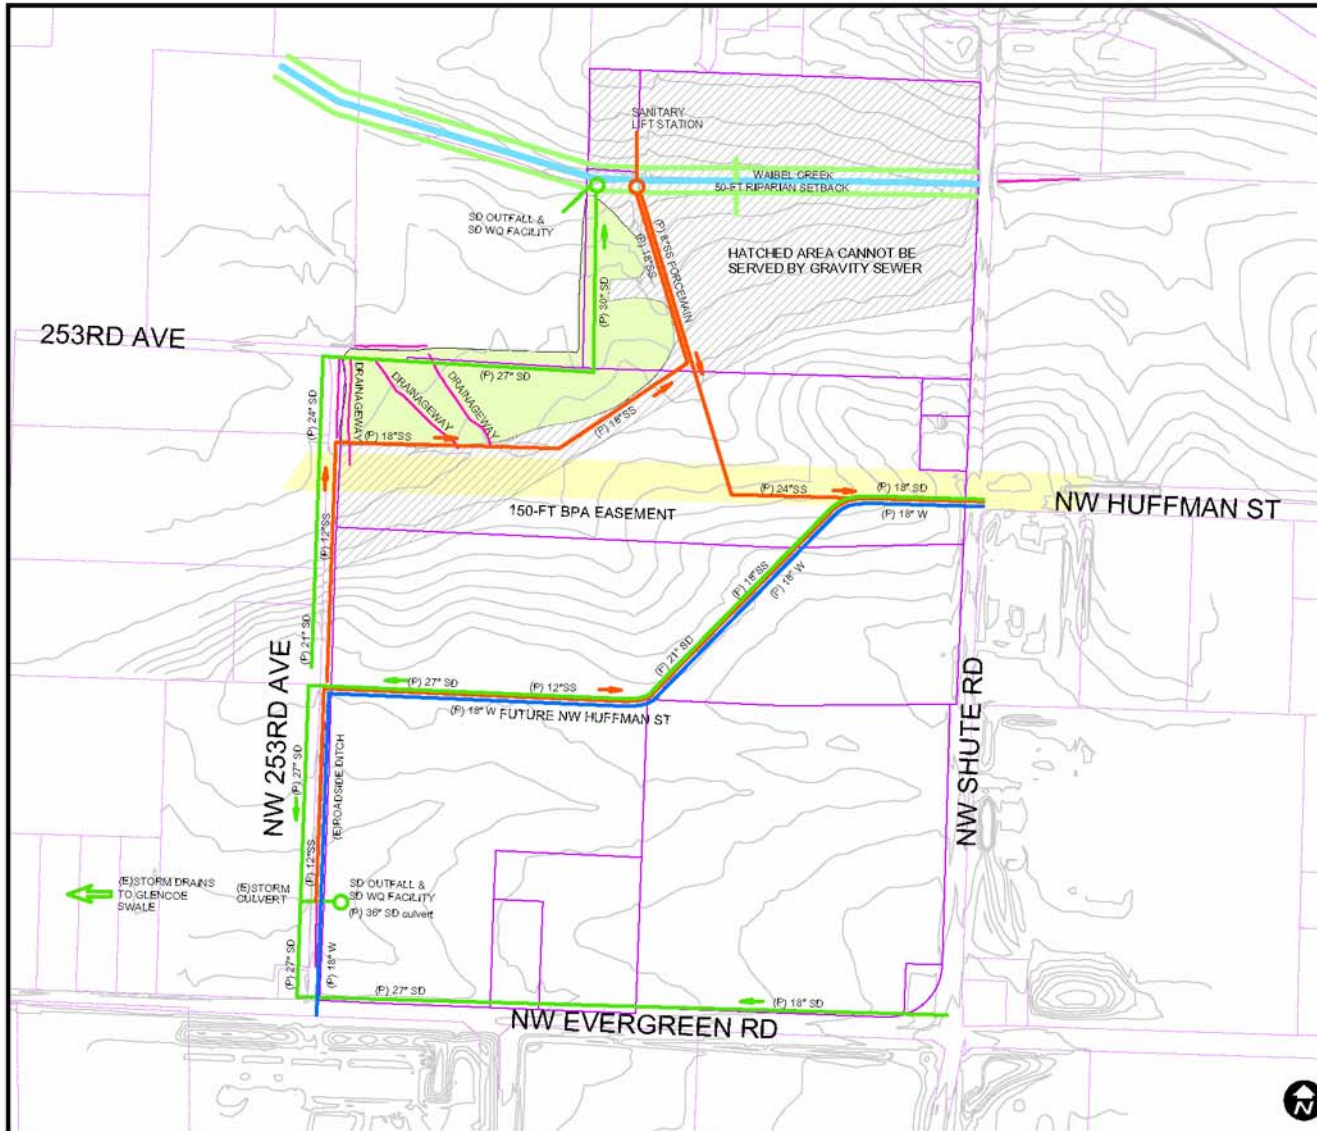 SANITARY
LIFT STATION
WAIBEL CREEK
50-FT RIPARIAN SETBACK
SD OUTFALL &
SD WQ FACILITY
(P) 8"SS FORCEMAIN
(P) 18"SS
HATCHED AREA CANNOT BE
SERVED BY GRAVITY SEWER
(P) 30" SD
253RD AVE
(P) 27" SD
DRAINAGEWAY
DRAINAGEWAY
DRAINAGEWAY
(P) 24" SD
(P) 18"SS
(P) 18"SS
(P) 24"SS
(P) 18" SD
NW HUFFMAN ST
150-FT BPA EASEMENT
(P) 18" W
(P) 12"SS
(P) 18"SS
(P) 18" W
(P) 21" SD
(P) 21" SD
NW 253RD AVE
(P) 27" SD
(P) 12"SS
(P) 18" W
FUTURE NW HUFFMAN ST
NW SHUTE RD
(P) 27" SD
(E)ROADSIDE DITCH
(P) 12"SS
(E)STORM DRAINS
TO GLENCOE
SWALE
(E)STORM
CULVERT
SD OUTFALL &
SD WQ FACILITY
(P) 36" SD culvert
(P) 27" SD
(P) 18" W
(P) 27" SD
(P) 18" SD
NW EVERGREEN RD
N